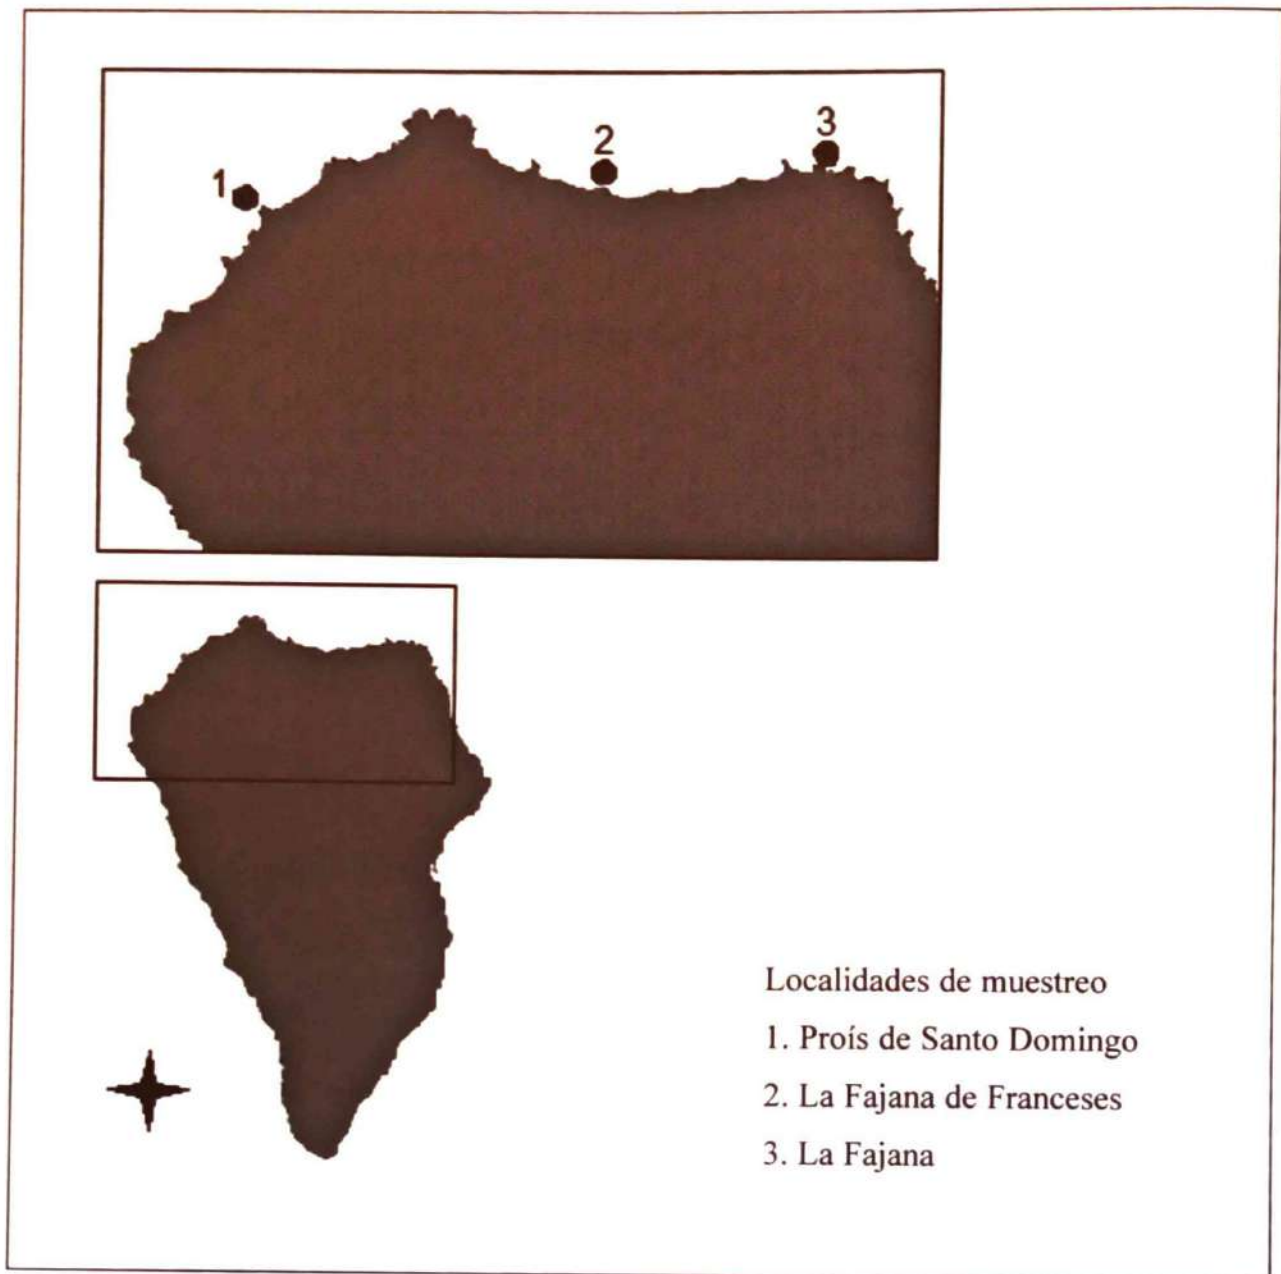 1
2
3
Localidades de muestreo
1. Proís de Santo Domingo
2. La Fajana de Franceses
3. La Fajana